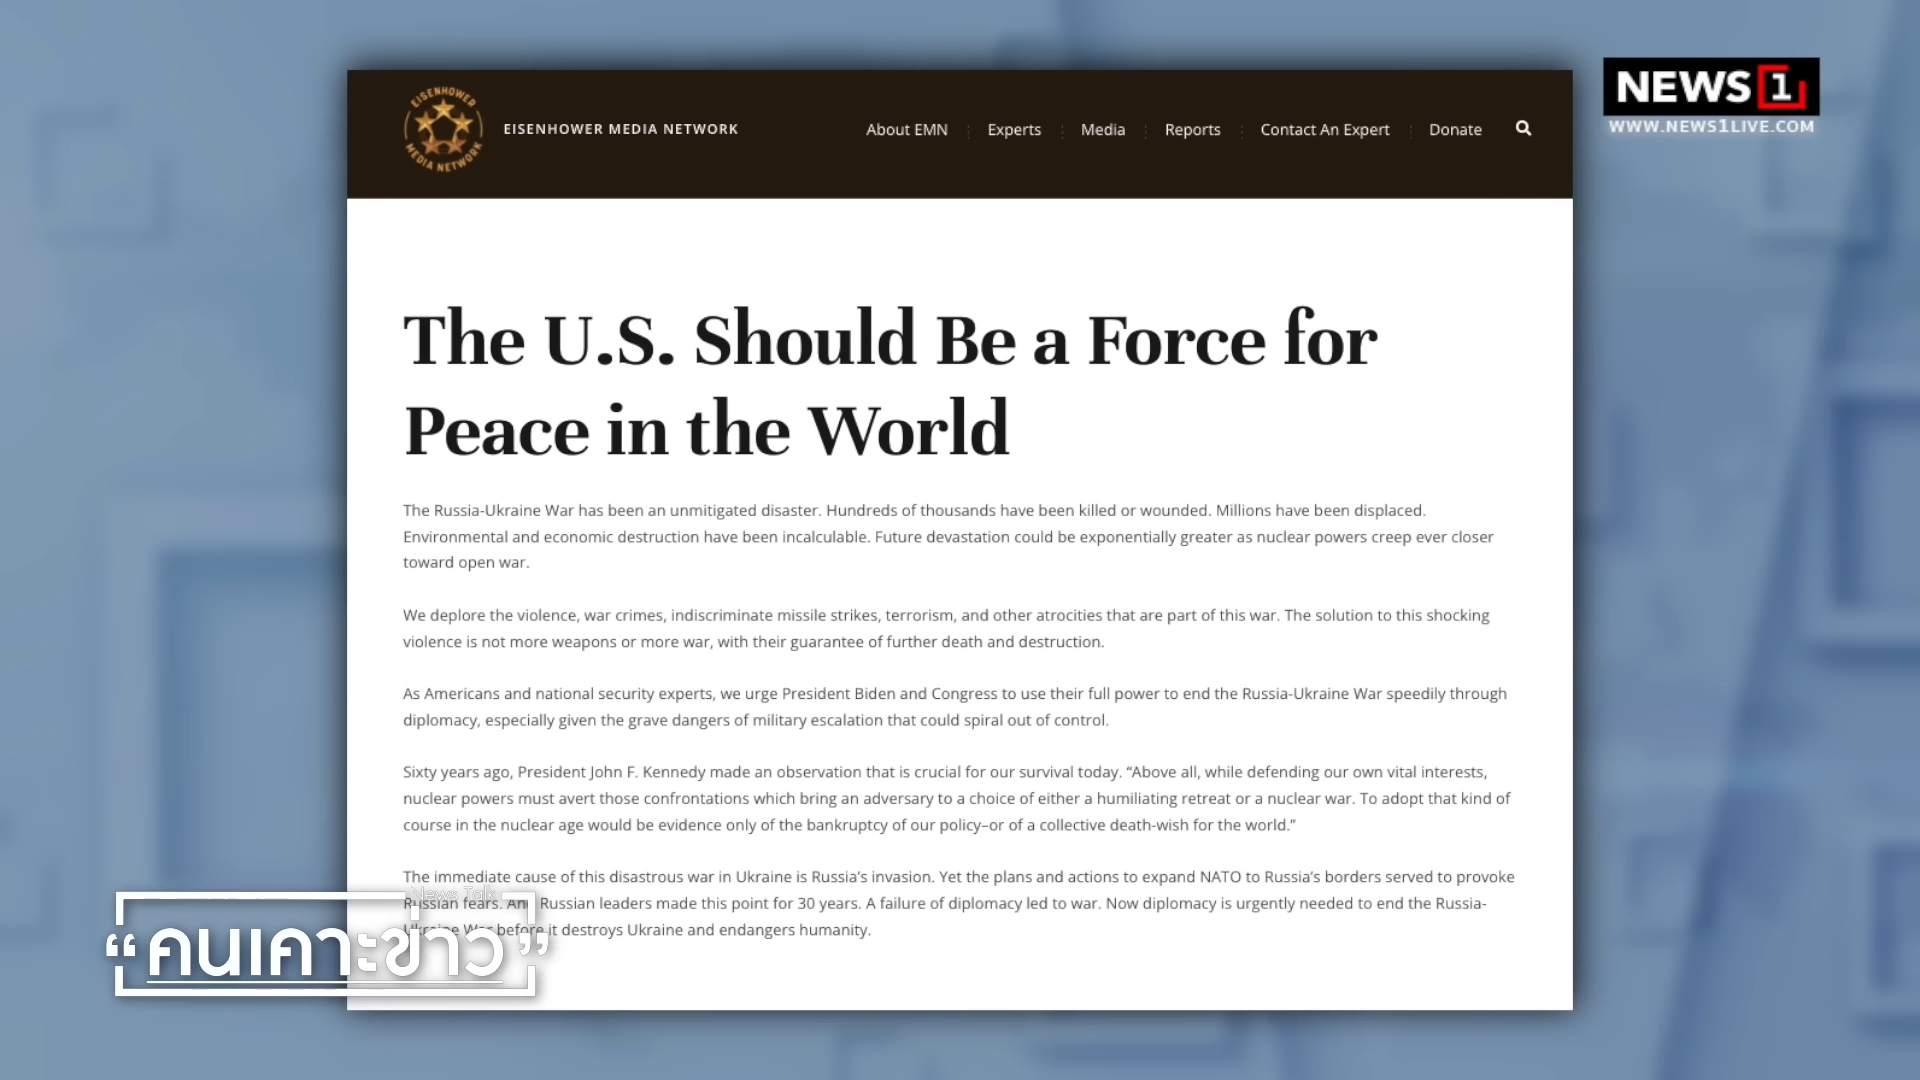 EISENHOWER
MEDIA NETWORK
EISENHOWER MEDIA NETWORK
About EMN
Experts
Media
Reports
Contact An Expert
Donate
NEWS 1
WWW.NEWS1LIVE.COM
The U.S. Should Be a Force for
Peace in the World
The Russia-Ukraine War has been an unmitigated disaster. Hundreds of thousands have been killed or wounded. Millions have been displaced.
Environmental and economic destruction have been incalculable. Future devastation could be exponentially greater as nuclear powers creep ever closer
toward open war.
We deplore the violence, war crimes, indiscriminate missile strikes, terrorism, and other atrocities that are part of this war. The solution to this shocking
violence is not more weapons or more war, with their guarantee of further death and destruction.
As Americans and national security experts, we urge President Biden and Congress to use their full power to end the Russia-Ukraine War speedily through
diplomacy, especially given the grave dangers of military escalation that could spiral out of control.
Sixty years ago, President John F. Kennedy made an observation that is crucial for our survival today. “Above all, while defending our own vital interests,
nuclear powers must avert those confrontations which bring an adversary to a choice of either a humiliating retreat or a nuclear war. To adopt that kind of
course in the nuclear age would be evidence only of the bankruptcy of our policy–or of a collective death-wish for the world.”
The immediate cause of this disastrous war in Ukraine is Russia’s invasion. Yet the plans and actions to expand NATO to Russia’s borders served to provoke
Russian fears. And Russian leaders made this point for 30 years. A failure of diplomacy led to war. Now diplomacy is urgently needed to end the Russia-
Ukraine War before it destroys Ukraine and endangers humanity.
News Talk
“คนเคาะข่าว”